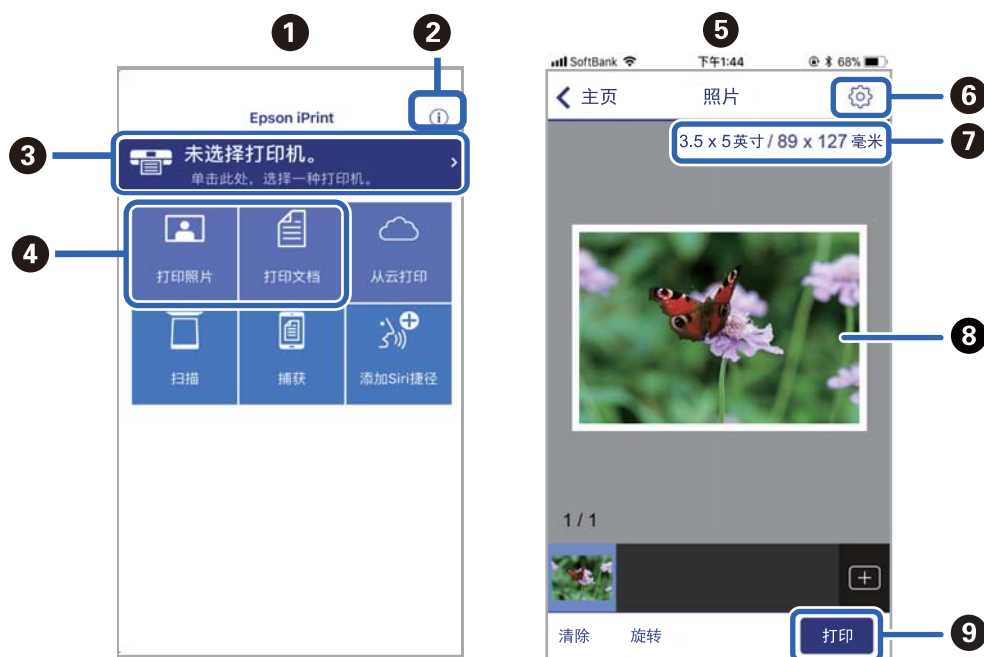 1
2
Epson iPrint
3
未选择打印机。
单击此处，选择一种打印机。
4
打印照片
打印文档
从云打印
扫描
捕获
添加Siri捷径
5
SoftBank
下午1:44
68%
主页
照片
6
3.5 x 5英寸 / 89 x 127 毫米
7
8
1 / 1
清除
旋转
打印
9